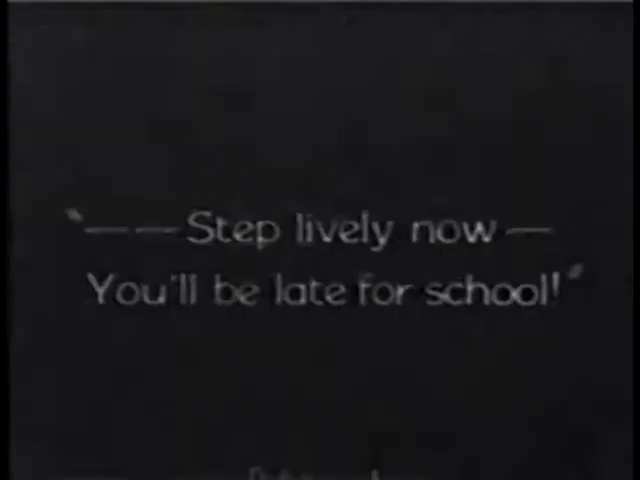 "— — Step lively now —
You'll be late for school!"